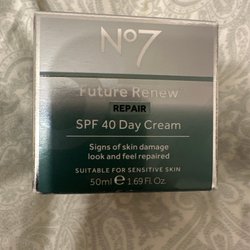 No7
Future Renew
REPAIR
SPF 40 Day Cream
Signs of skin damage
look and feel repaired
SUITABLE FOR SENSITIVE SKIN
50ml ℮ 1.69 Fl. Oz.